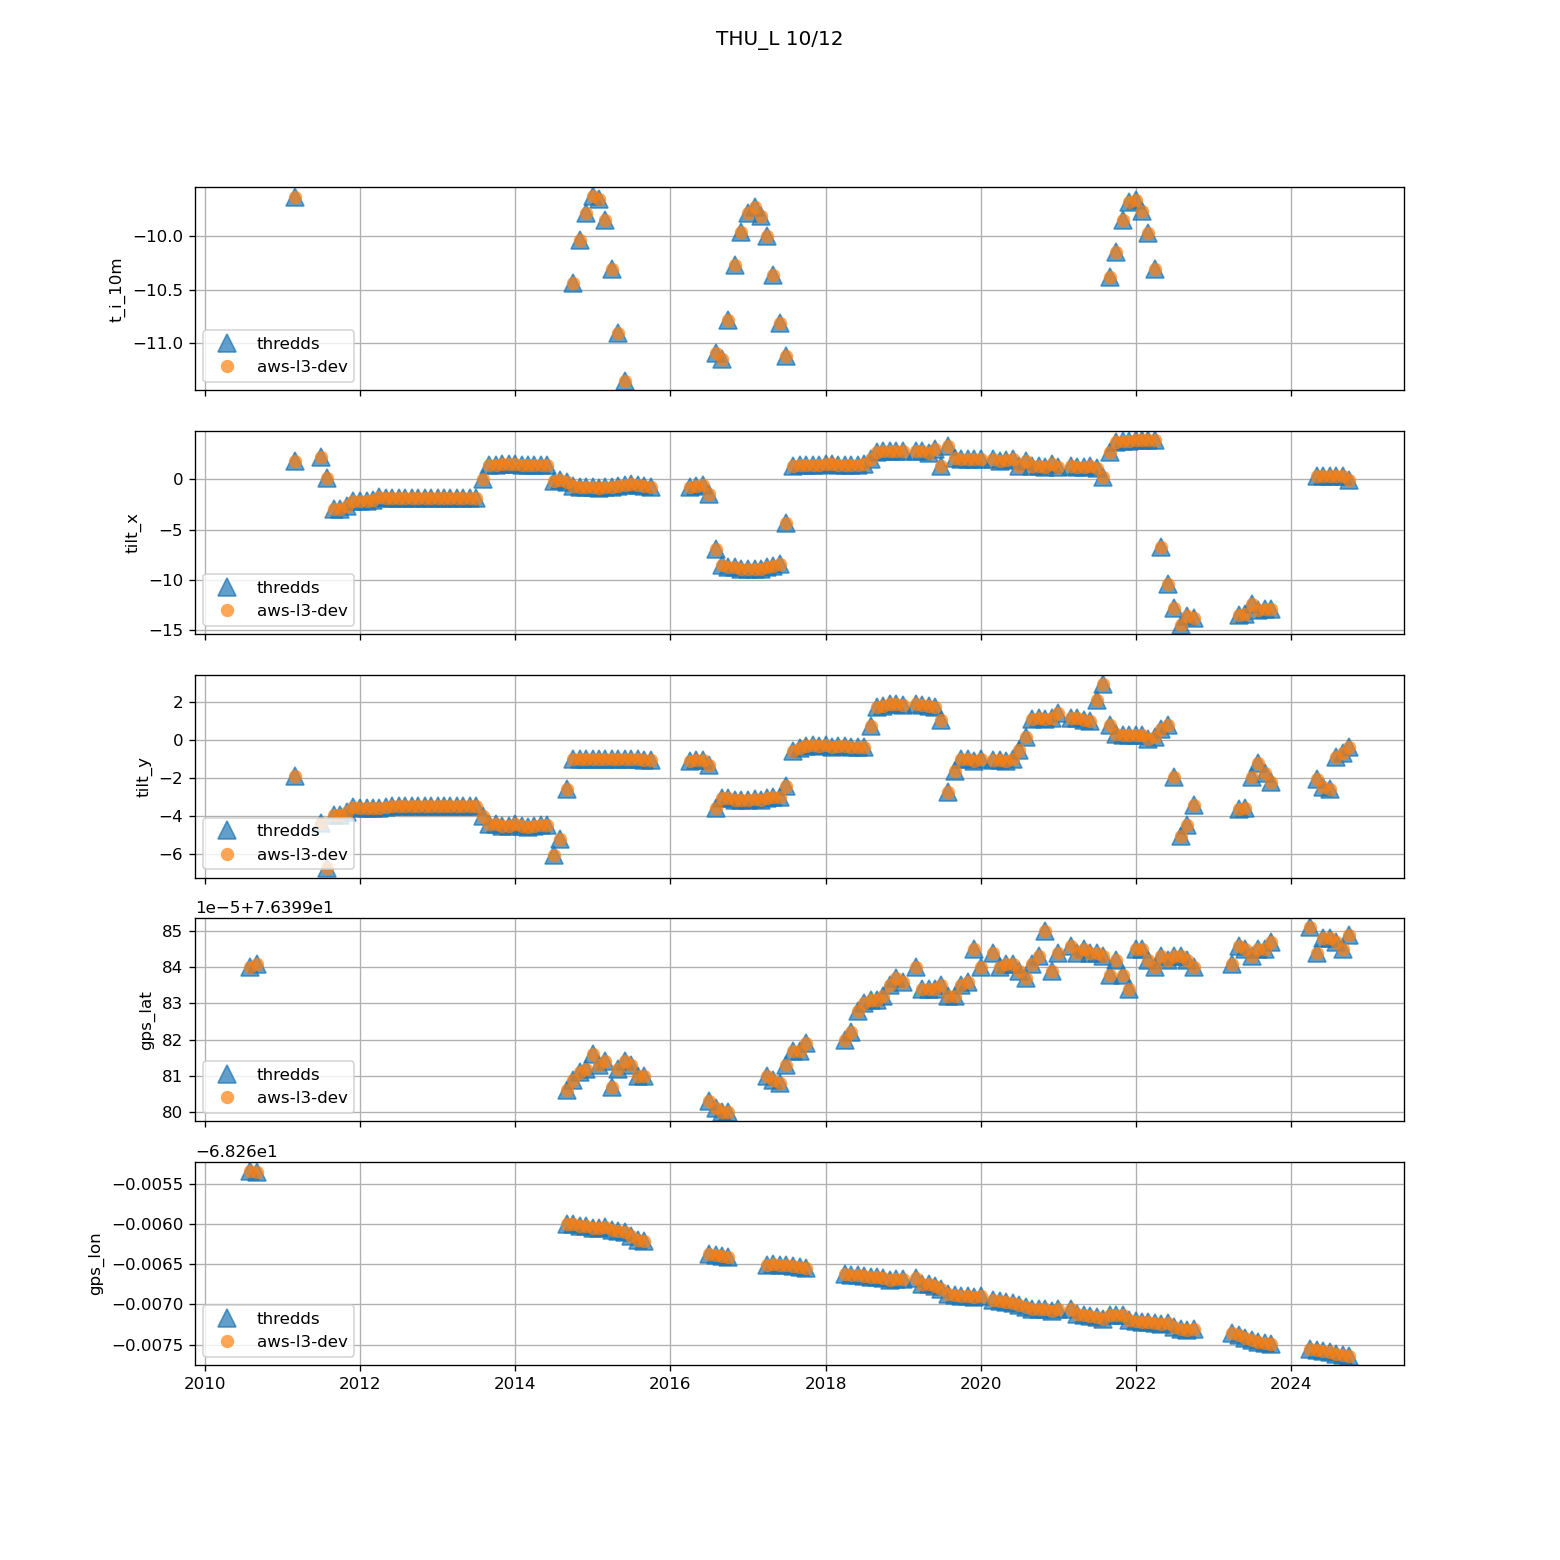 THU_L 10/12
t_i_10m
−10.0
−10.5
−11.0
thredds
aws-l3-dev
tilt_x
0
−5
−10
−15
thredds
aws-l3-dev
tilt_y
2
0
−2
−4
−6
thredds
aws-l3-dev
1e−5+7.6399e1
gps_lat
85
84
83
82
81
80
thredds
aws-l3-dev
−6.826e1
gps_lon
−0.0055
−0.0060
−0.0065
−0.0070
−0.0075
thredds
aws-l3-dev
2010 2012 2014 2016 2018 2020 2022 2024